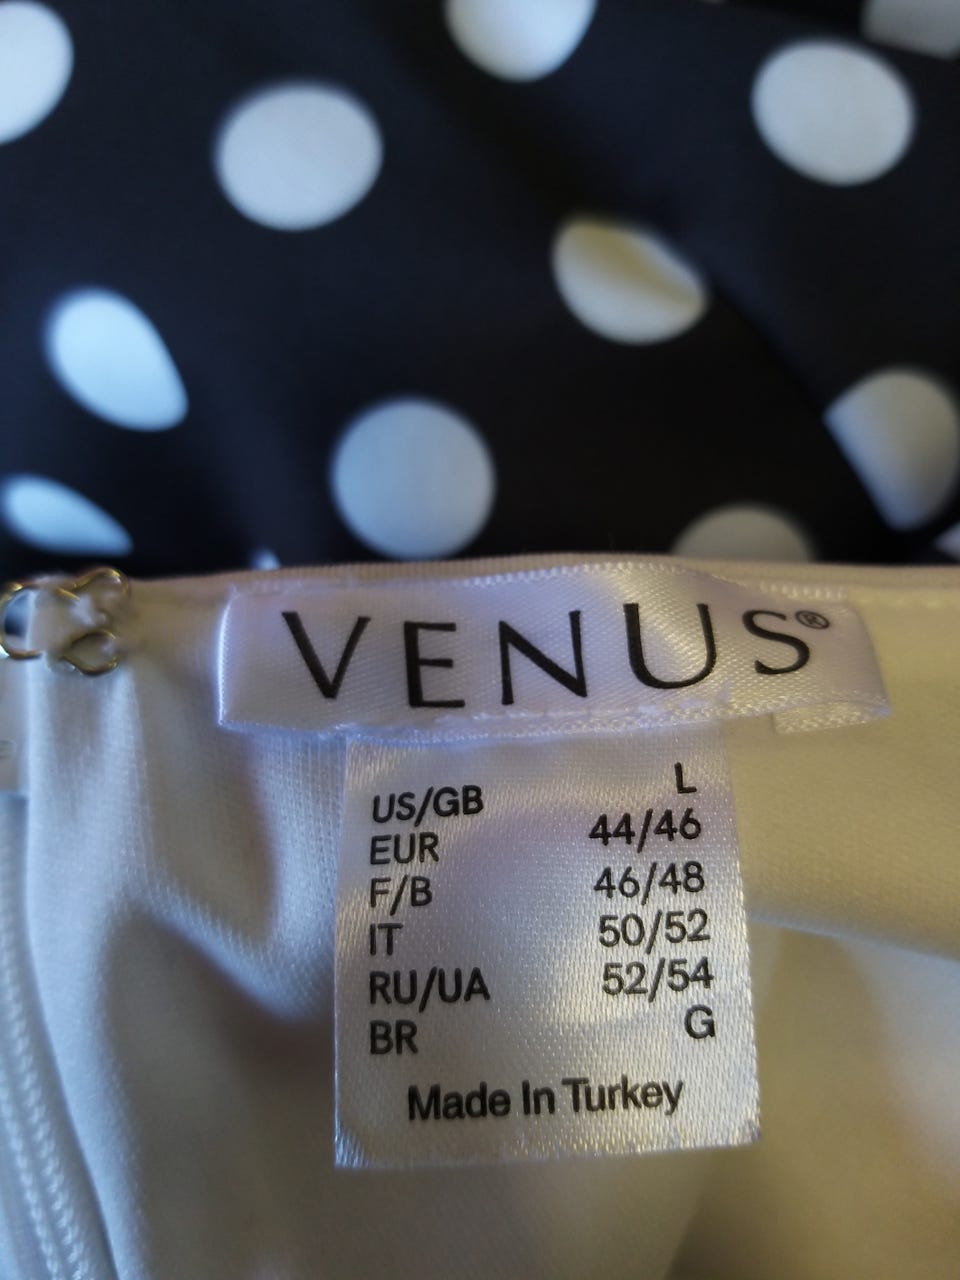 VENUS®
US/GB L
EUR 44/46
F/B 46/48
IT 50/52
RU/UA 52/54
BR G
Made In Turkey